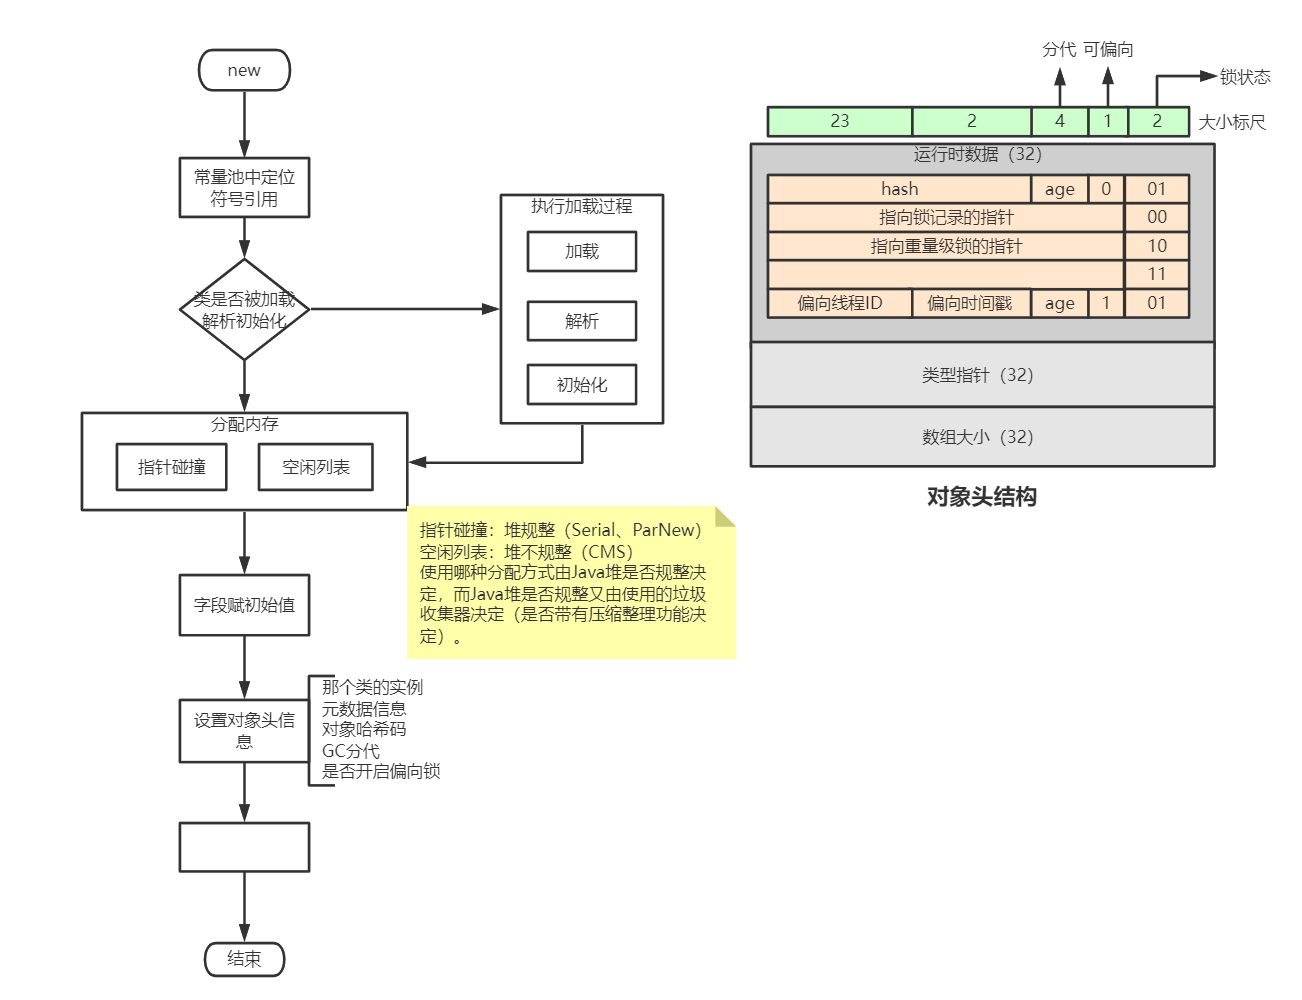 new
常量池中定位
符号引用
类是否被加载
解析初始化
执行加载过程
加载
解析
初始化
分配内存
指针碰撞
空闲列表
指针碰撞：堆规整（Serial、ParNew）
空闲列表：堆不规整（CMS）
使用哪种分配方式由Java堆是否规整决
定，而Java堆是否规整又由使用的垃圾
收集器决定（是否带有压缩整理功能决
定）。
字段赋初始值
设置对象头信
息
那个类的实例
元数据信息
对象哈希码
GC分代
是否开启偏向锁
结束
分代 可偏向
锁状态
23 2 4 1 2 大小标尺
运行时数据（32）
hash age 0 01
指向锁记录的指针 00
指向重量级锁的指针 10
11
偏向线程ID 偏向时间戳 age 1 01
类型指针（32）
数组大小（32）
对象头结构